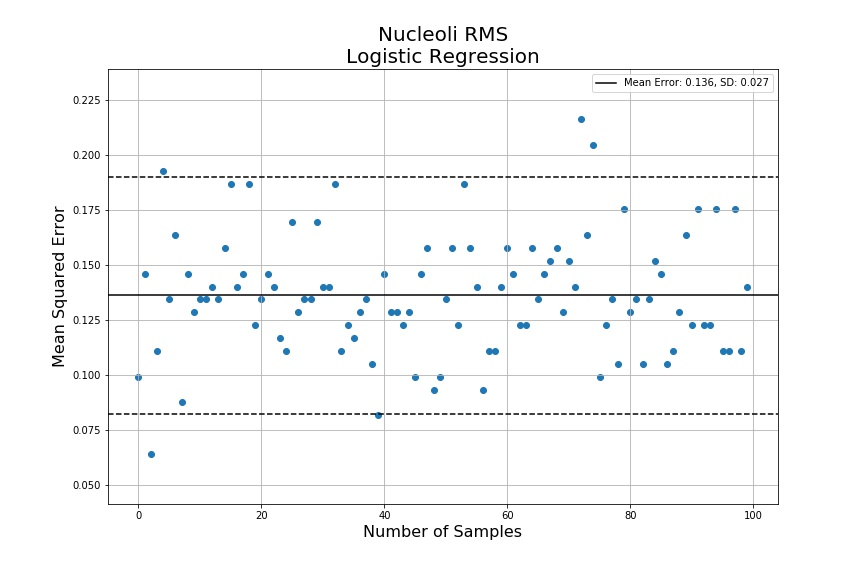 Nucleoli RMS
Logistic Regression
Mean Error: 0.136, SD: 0.027
Mean Squared Error
0.225
0.200
0.175
0.150
0.125
0.100
0.075
0.050
0 20 40 60 80 100
Number of Samples